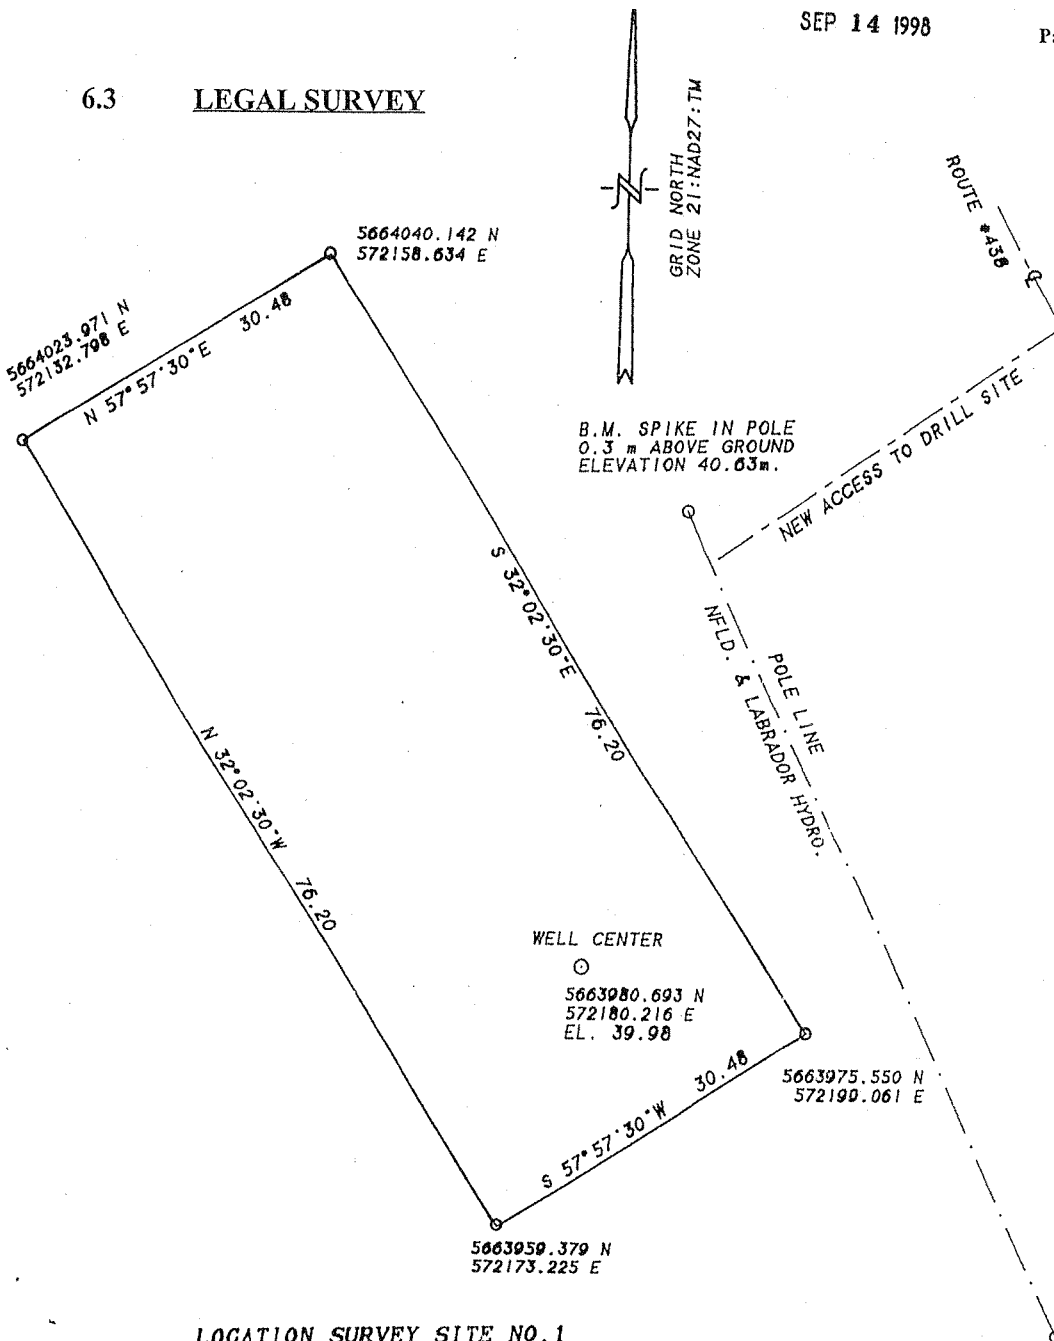 SEP 14 1998
6.3 LEGAL SURVEY
GRID NORTH
ZONE 21:NAD27:TM
N
ROUTE #438
5664040.142 N
572158.634 E
5664023.971 N
572132.798 E
N 57°57'30"E 30.48
B.M. SPIKE IN POLE
0.3 m ABOVE GROUND
ELEVATION 40.63m.
NEW ACCESS TO DRILL SITE
S 32°02'30"E 76.20
POLE LINE
NFLD. & LABRADOR HYDRO.
N 32°02'30"W 76.20
WELL CENTER
5663980.693 N
572180.216 E
EL. 39.98
5663975.550 N
572199.061 E
S 57°57'30"W 30.48
5663959.379 N
572173.225 E
LOCATION SURVEY SITE NO.1